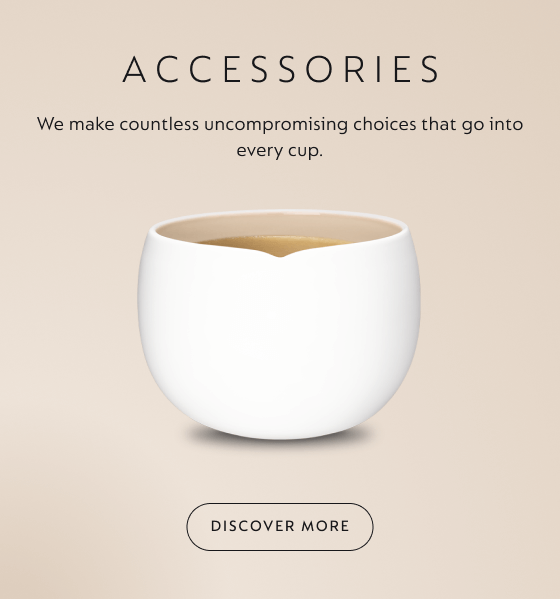 ACCESSORIES
We make countless uncompromising choices that go into
every cup.
DISCOVER MORE